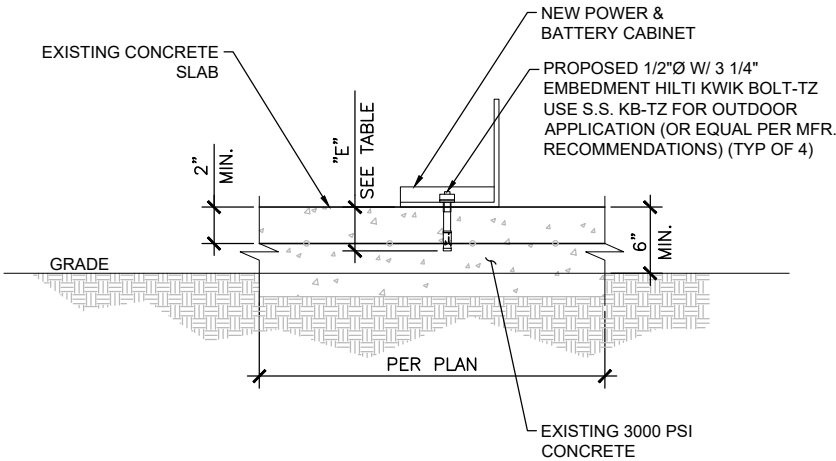 NEW POWER &
BATTERY CABINET
EXISTING CONCRETE
SLAB
PROPOSED 1/2"Ø W/ 3 1/4"
EMBEDMENT HILTI KWIK BOLT-TZ
USE S.S. KB-TZ FOR OUTDOOR
APPLICATION (OR EQUAL PER MFR.
RECOMMENDATIONS) (TYP OF 4)
2"
MIN.
"E"
SEE TABLE
6"
MIN.
GRADE
PER PLAN
EXISTING 3000 PSI
CONCRETE